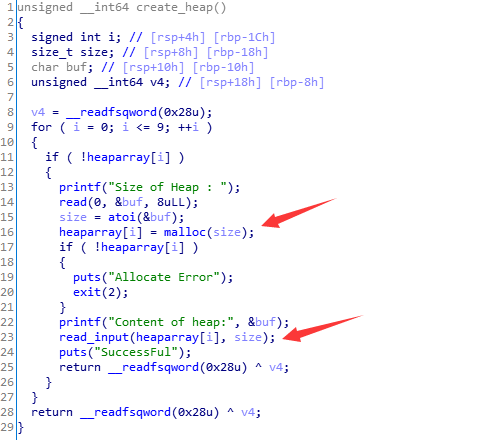 1 unsigned __int64 create_heap()
2 {
3   signed int i; // [rsp+4h] [rbp-1Ch]
4   size_t size; // [rsp+8h] [rbp-18h]
5   char buf; // [rsp+10h] [rbp-10h]
6   unsigned __int64 v4; // [rsp+18h] [rbp-8h]
7
8   v4 = __readfsqword(0x28u);
9   for ( i = 0; i <= 9; ++i )
10   {
11     if ( !heaparray[i] )
12     {
13       printf("Size of Heap : ");
14       read(0, &buf, 8uLL);
15       size = atoi(&buf);
16       heaparray[i] = malloc(size);
17       if ( !heaparray[i] )
18       {
19         puts("Allocate Error");
20         exit(2);
21       }
22       printf("Content of heap:", &buf);
23       read_input(heaparray[i], size);
24       puts("SuccessFul");
25       return __readfsqword(0x28u) ^ v4;
26     }
27   }
28   return __readfsqword(0x28u) ^ v4;
29 }